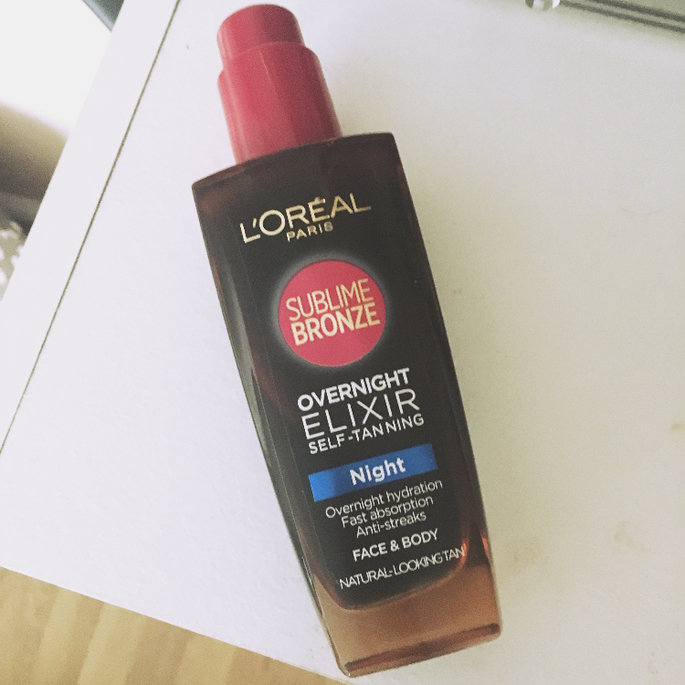 L'ORÉAL
PARIS
SUBLIME
BRONZE
OVERNIGHT
ELIXIR
SELF-TANNING
Night
Overnight hydration
Fast absorption
Anti-streaks
FACE & BODY
NATURAL-LOOKING TAN